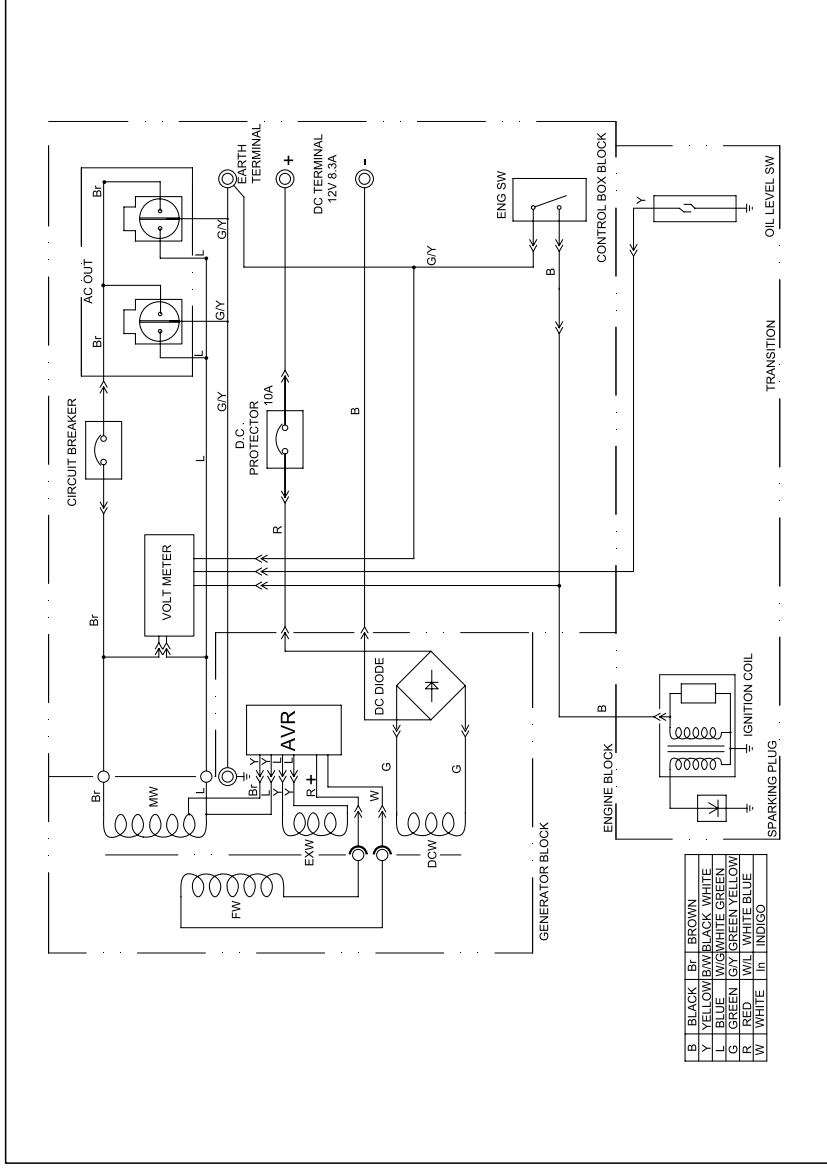 AC OUT
Br
Br
L
L
G/Y
G/Y
G/Y
CIRCUIT BREAKER
L
Br
VOLT METER
EARTH
TERMINAL
+
DC TERMINAL
12V 8.3A
-
D.C.
PROTECTOR
10A
R
B
ENG SW
G/Y
B
CONTROL BOX BLOCK
Y
OIL LEVEL SW
TRANSITION
Br
MW
L
AVR
Y
Y
L
L
Br
L
Y
Y
R
+
W
EXW
FW
DC DIODE
G
G
DCW
GENERATOR BLOCK
B
ENGINE BLOCK
IGNITION COIL
SPARKING PLUG
B BLACK Br BROWN
Y YELLOW B/W BLACK WHITE
L BLUE W/G WHITE GREEN
G GREEN G/Y GREEN YELLOW
R RED W/L WHITE BLUE
W WHITE In INDIGO